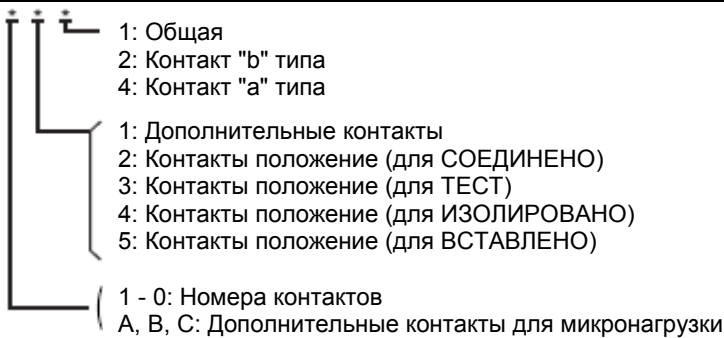 * * *
1: Общая
2: Контакт "b" типа
4: Контакт "a" типа
1: Дополнительные контакты
2: Контакты положение (для СОЕДИНЕНО)
3: Контакты положение (для ТЕСТ)
4: Контакты положение (для ИЗОЛИРОВАНО)
5: Контакты положение (для ВСТАВЛЕНО)
1 - 0: Номера контактов
A, B, C: Дополнительные контакты для микронагрузки